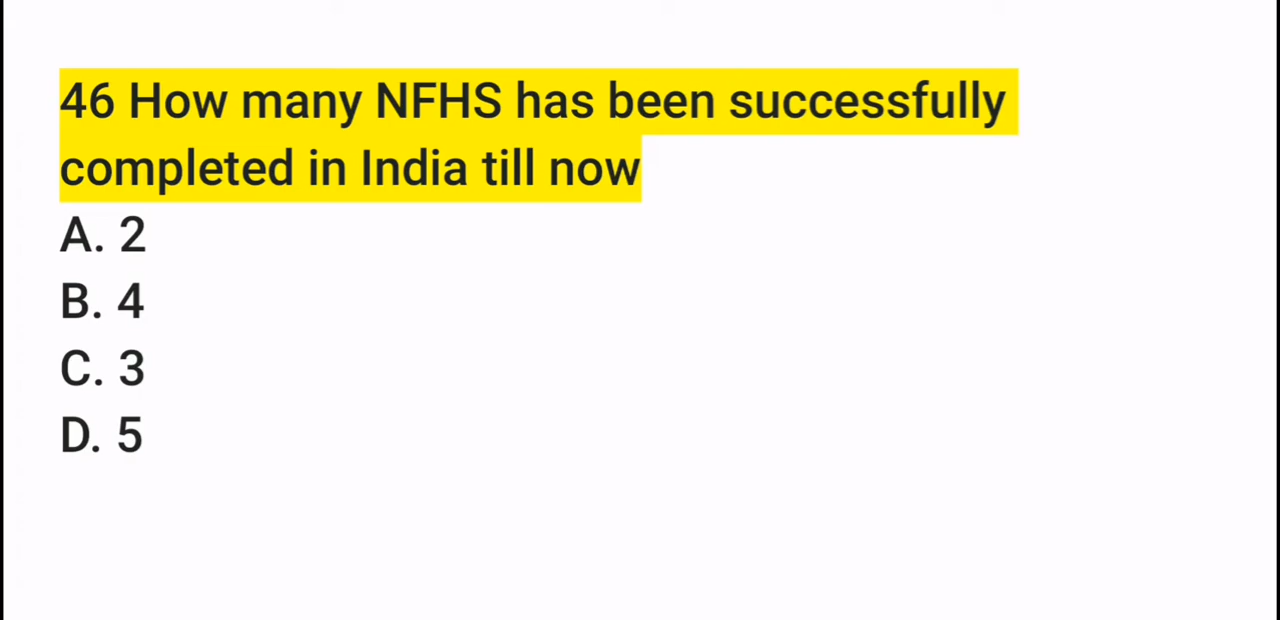 46 How many NFHS has been successfully
completed in India till now
A. 2
B. 4
C. 3
D. 5